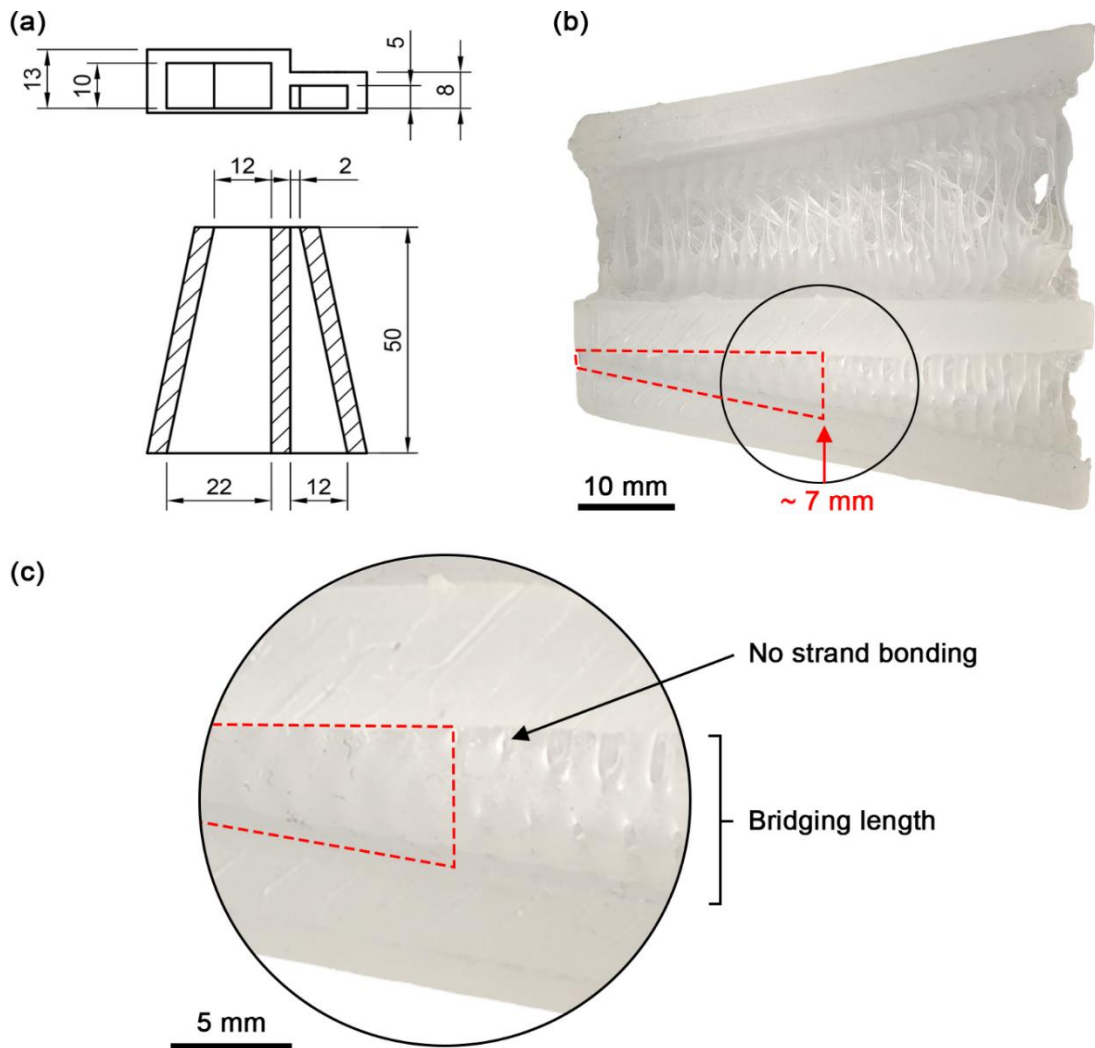 (a)
13
10
5
8
12
2
50
22
12
(b)
10 mm
~ 7 mm
(c)
No strand bonding
Bridging length
5 mm